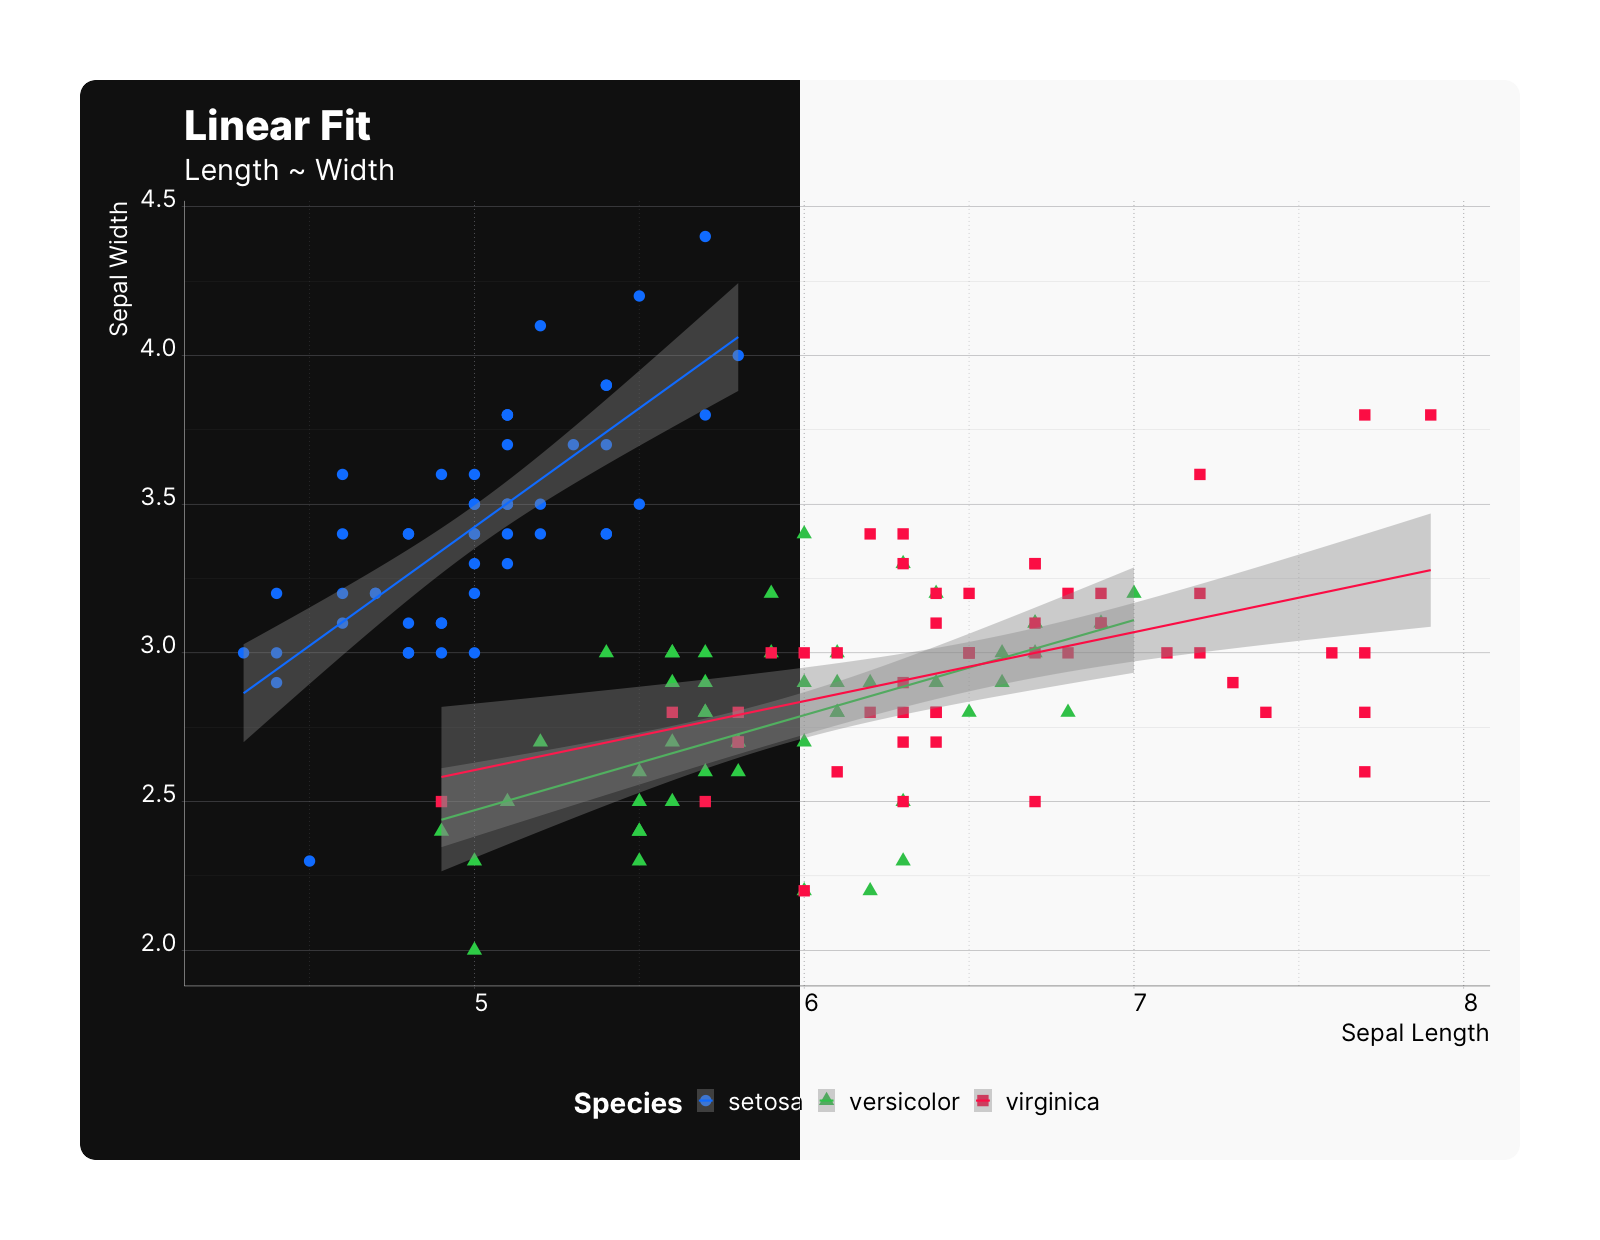 Linear Fit
Length ~ Width
Sepal Width
4.5
4.0
3.5
3.0
2.5
2.0
5 6 7 8
Sepal Length
Species setosa versicolor virginica